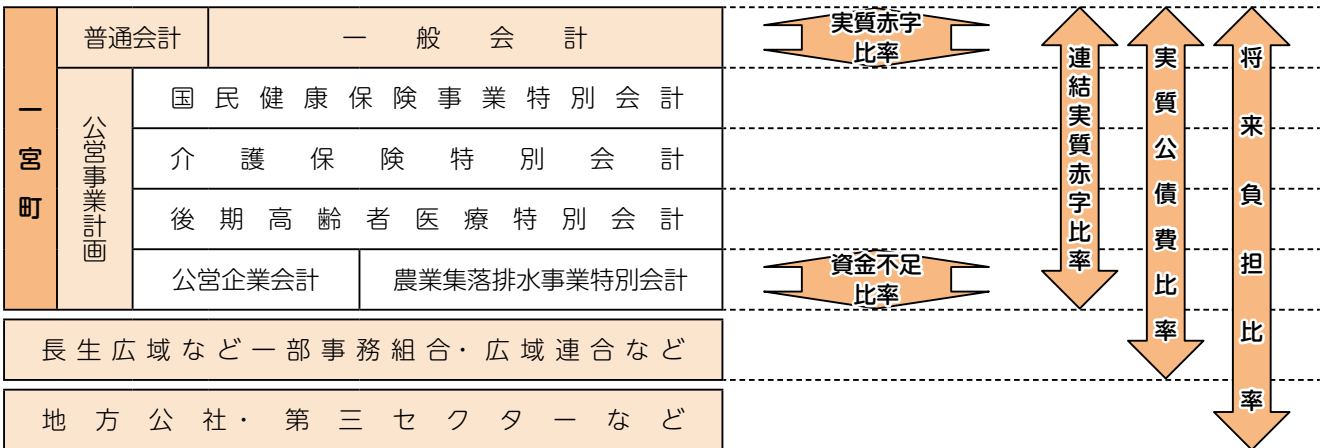 一宮町
普通会計
一般会計
公営事業計画
国民健康保険事業特別会計
介護保険特別会計
後期高齢者医療特別会計
公営企業会計
農業集落排水事業特別会計
長生広域など一部事務組合・広域連合など
地方公社・第三セクターなど
実質赤字
比率
資金不足
比率
連結実質赤字比率
実質公債費比率
将来負担比率